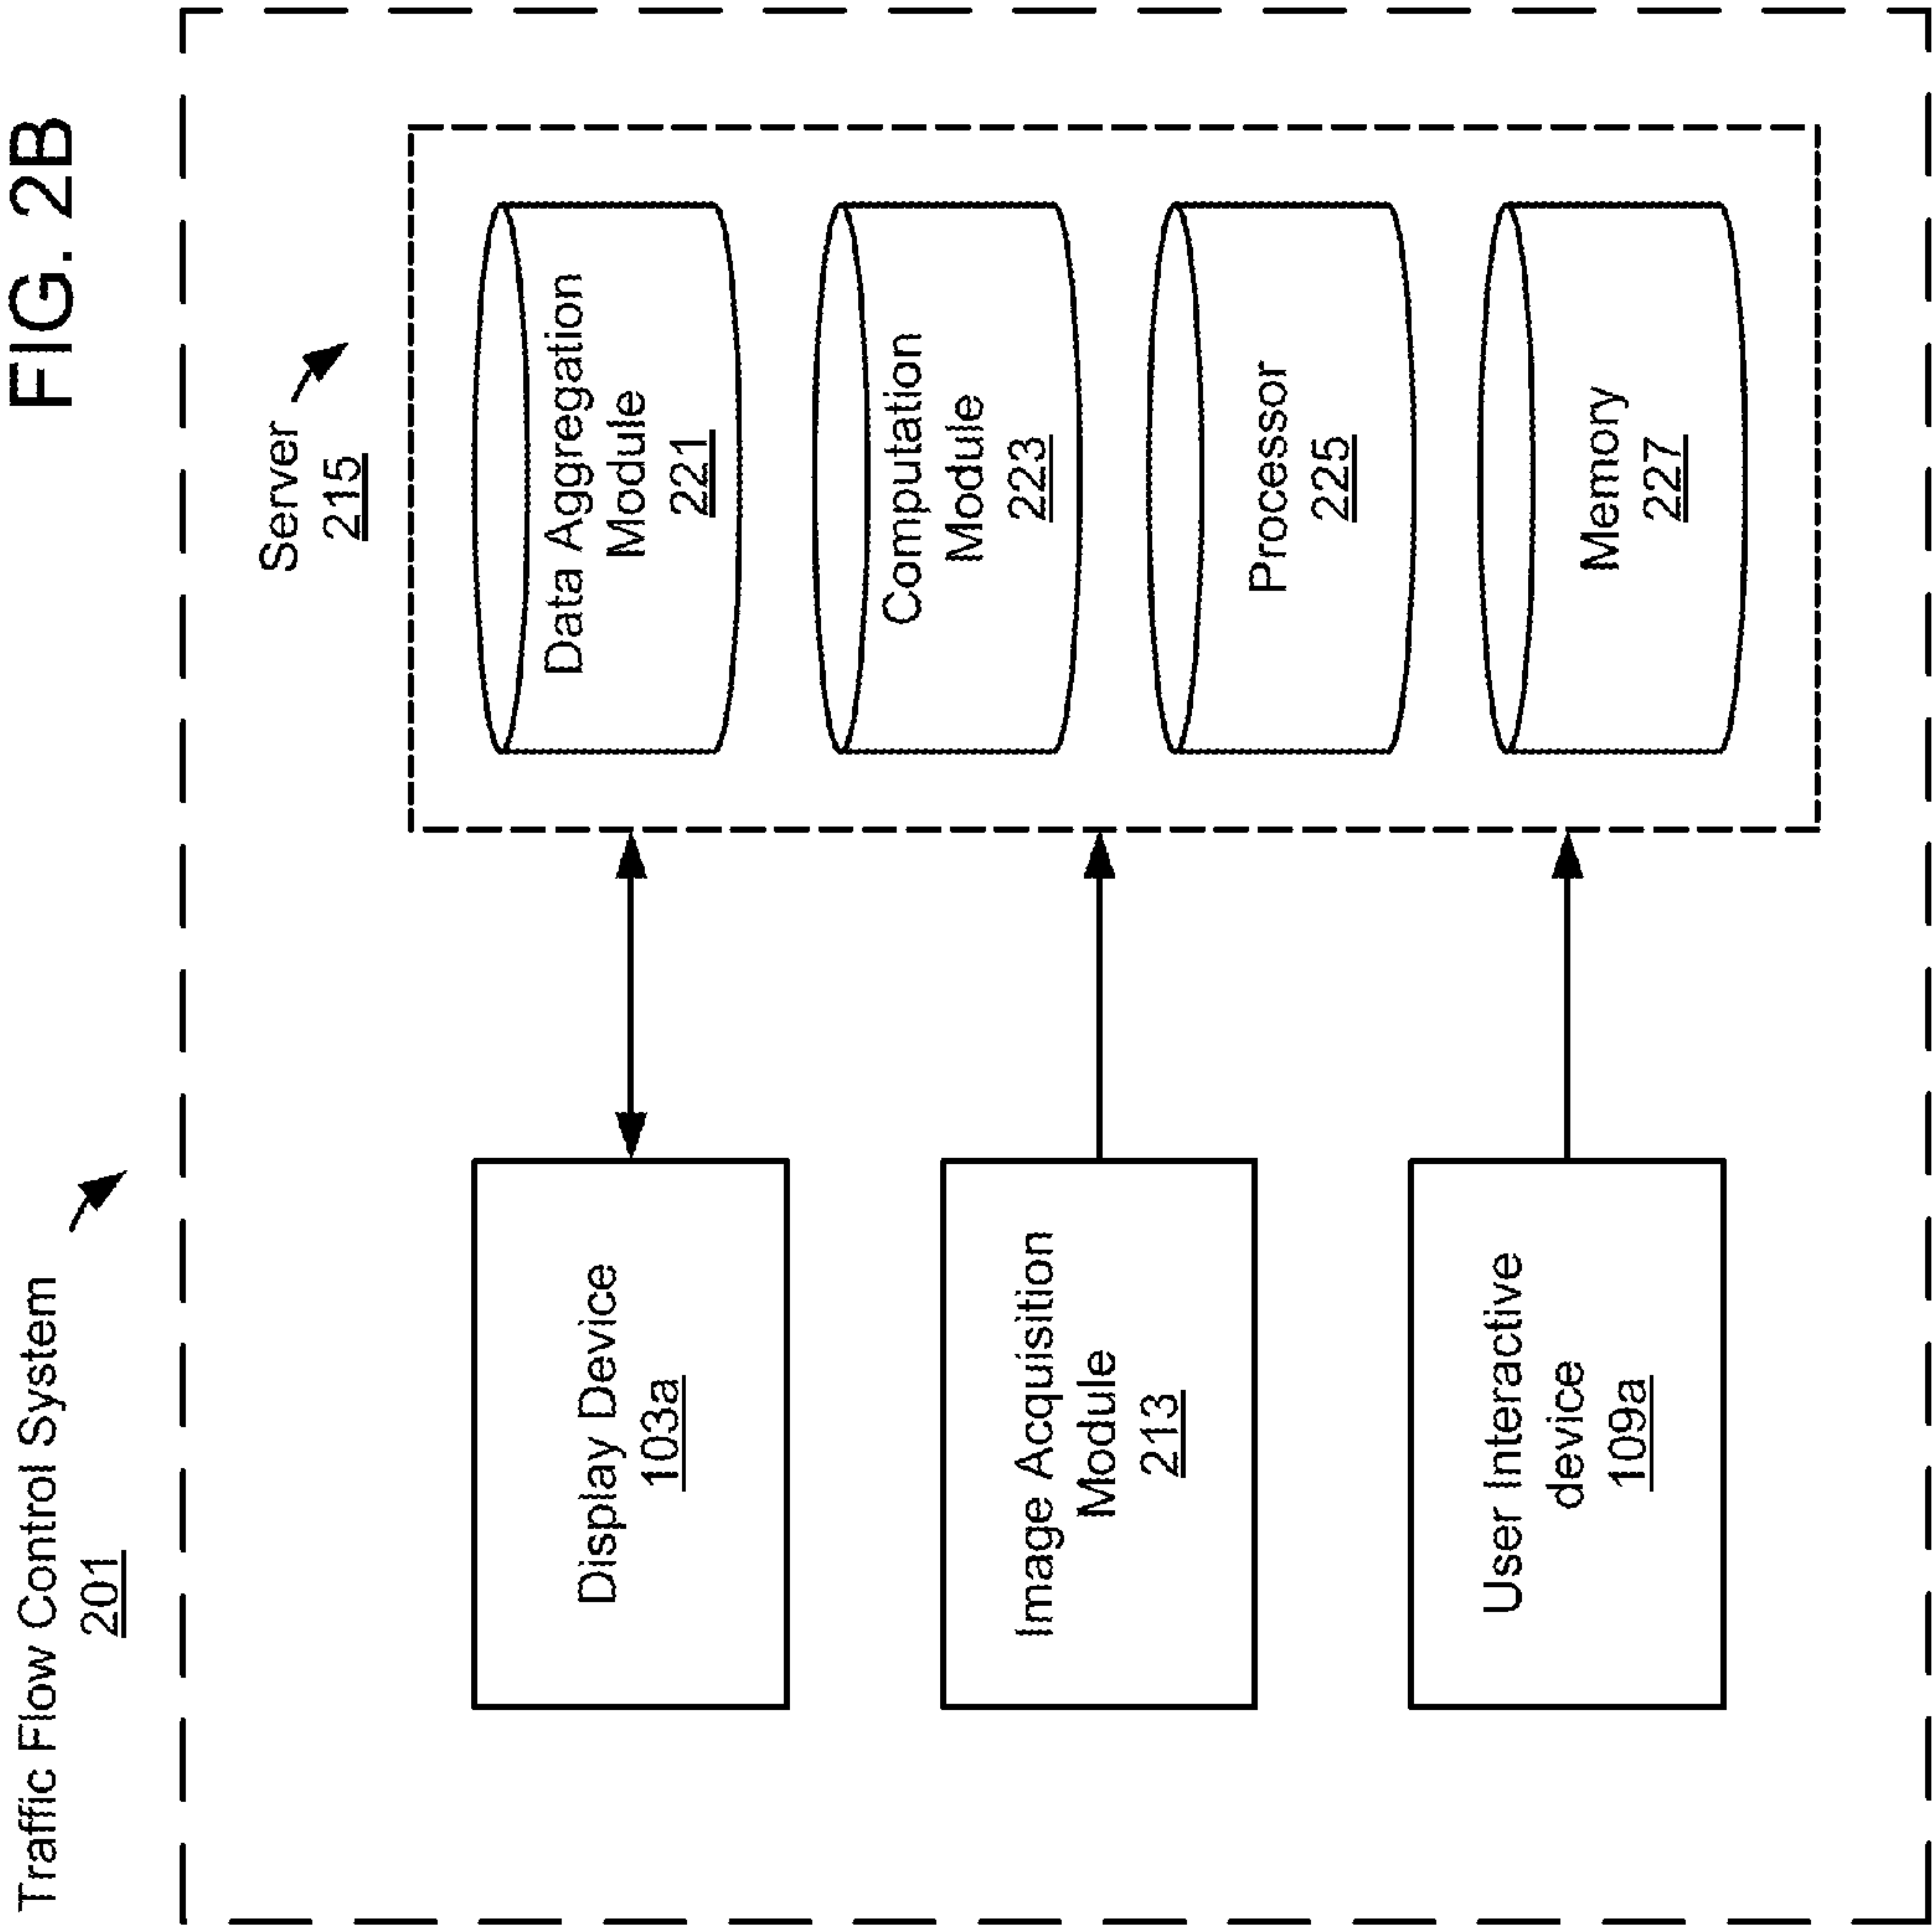 FIG. 2B
Traffic Flow Control System
201
Server
215
Display Device
103a
Image Acquisition
Module
213
User Interactive
device
109a
Data Aggregation
Module
221
Computation
Module
223
Processor
225
Memory
227